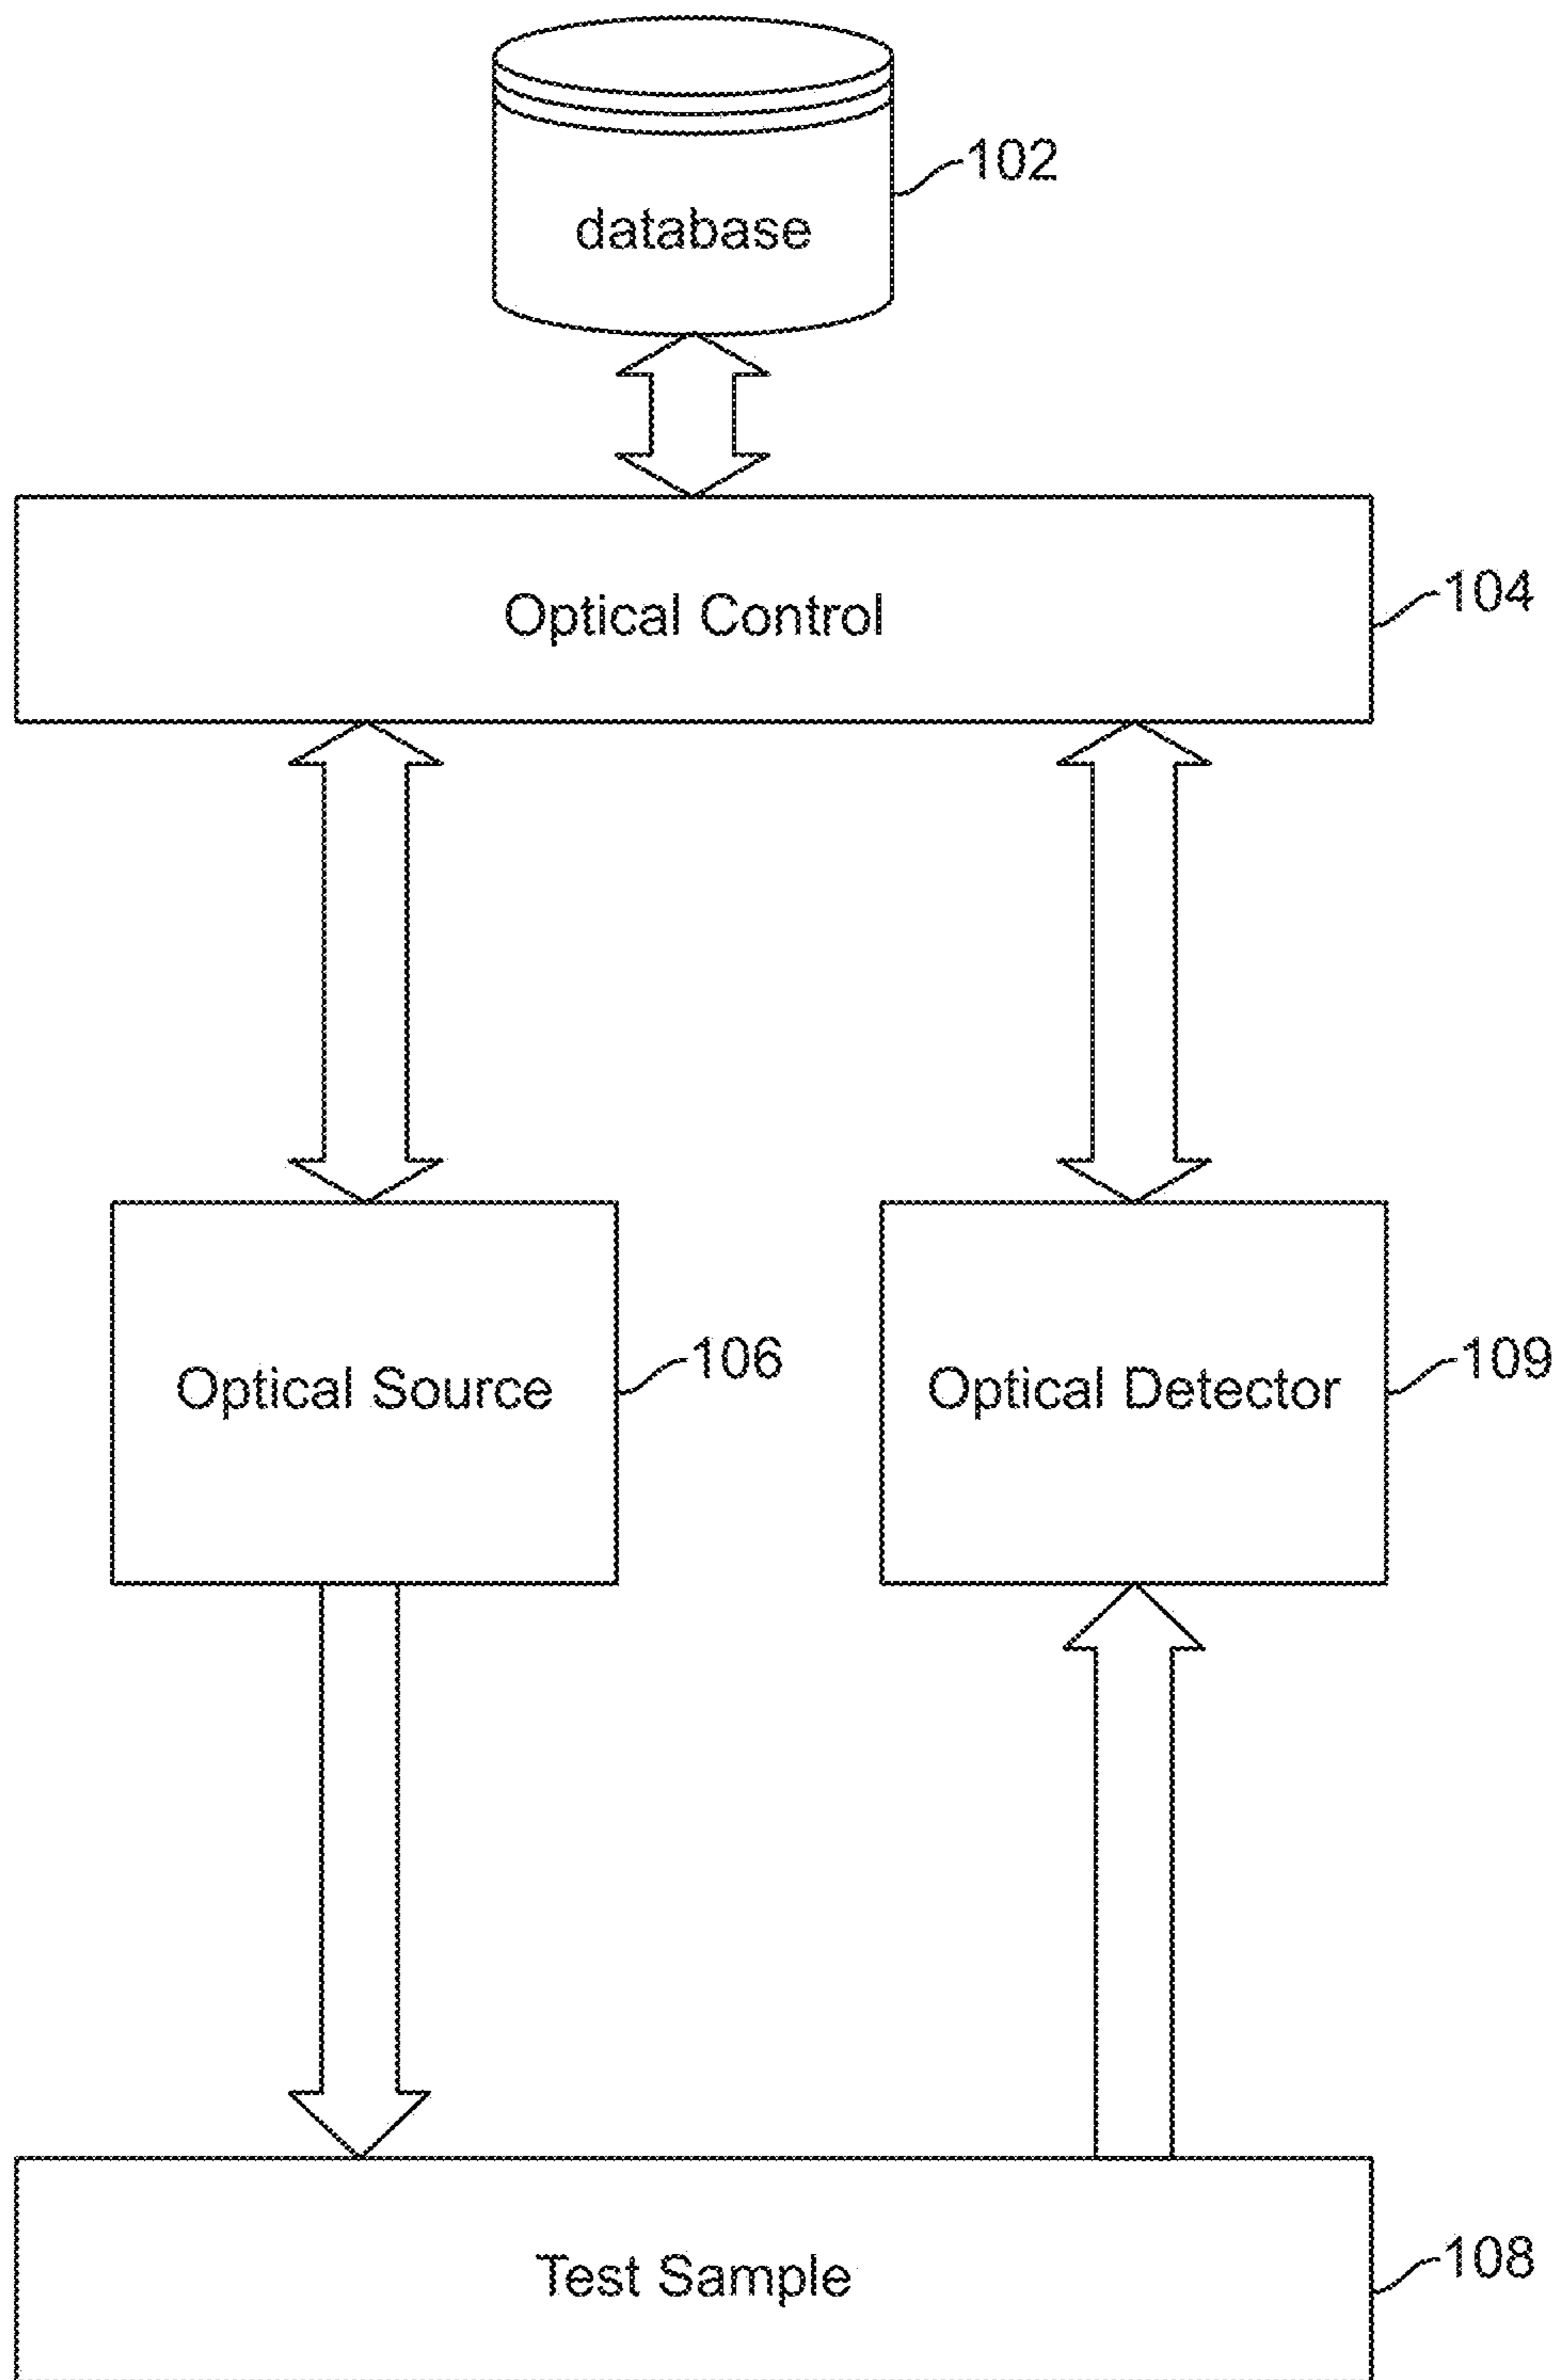 102
database
104
Optical Control
106
109
Optical Source
Optical Detector
108
Test Sample